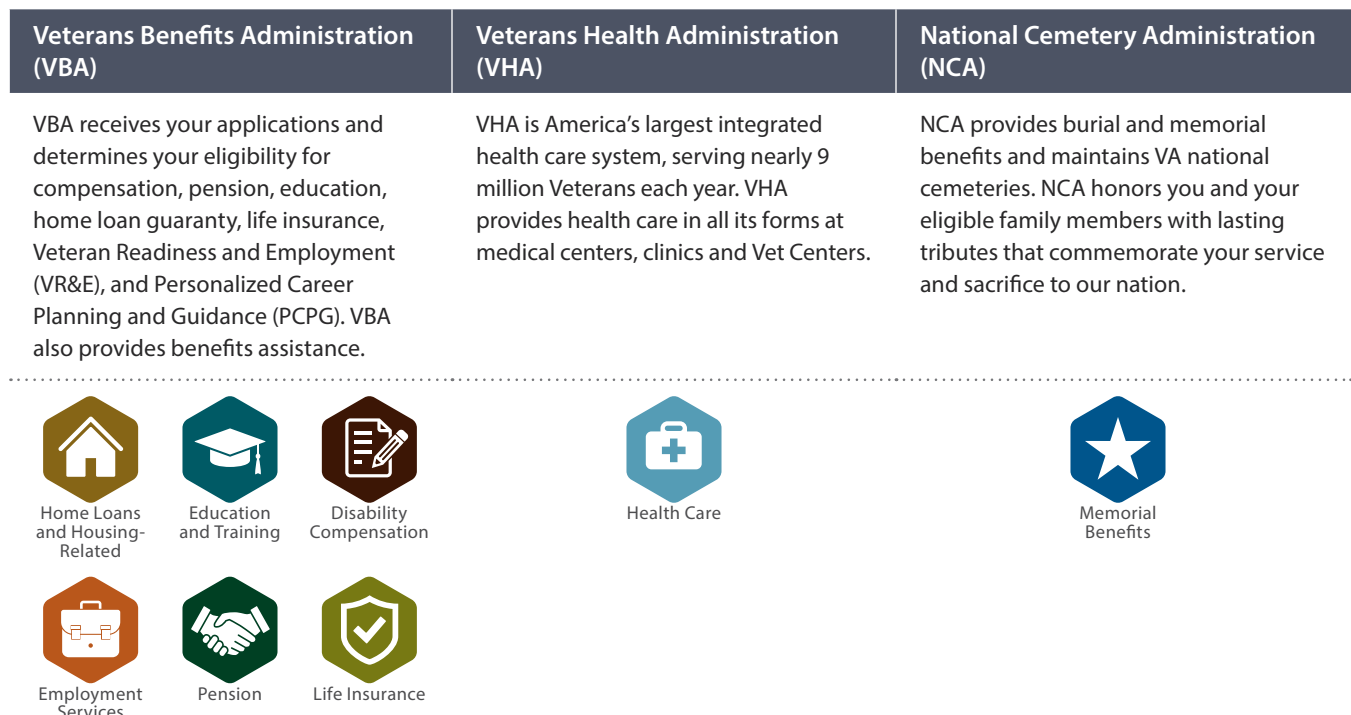 Veterans Benefits Administration
(VBA)
Veterans Health Administration
(VHA)
National Cemetery Administration
(NCA)
VBA receives your applications and
determines your eligibility for
compensation, pension, education,
home loan guaranty, life insurance,
Veteran Readiness and Employment
(VR&E), and Personalized Career
Planning and Guidance (PCPG). VBA
also provides benefits assistance.
VHA is America’s largest integrated
health care system, serving nearly 9
million Veterans each year. VHA
provides health care in all its forms at
medical centers, clinics and Vet Centers.
NCA provides burial and memorial
benefits and maintains VA national
cemeteries. NCA honors you and your
eligible family members with lasting
tributes that commemorate your service
and sacrifice to our nation.
Home Loans
and Housing-
Related
Education
and Training
Disability
Compensation
Health Care
Memorial
Benefits
Employment
Services
Pension
Life Insurance